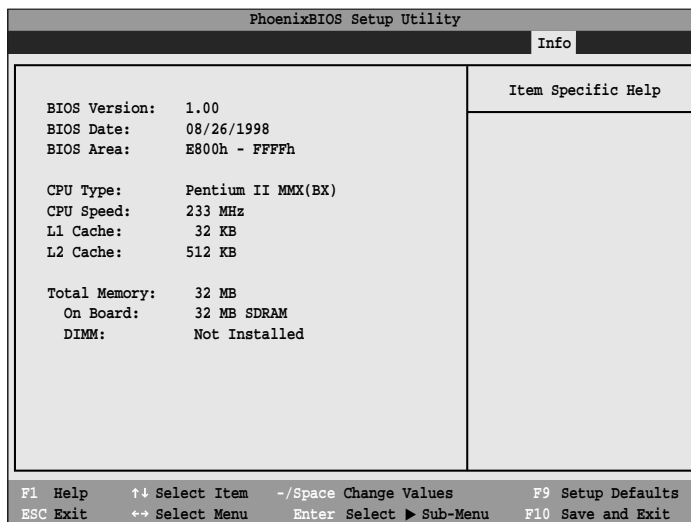 PhoenixBIOS Setup Utility
Info
Item Specific Help
BIOS Version: 1.00
BIOS Date: 08/26/1998
BIOS Area: E800h - FFFFh
CPU Type: Pentium II MMX(BX)
CPU Speed: 233 MHz
L1 Cache: 32 KB
L2 Cache: 512 KB
Total Memory: 32 MB
On Board: 32 MB SDRAM
DIMM: Not Installed
F1 Help ↑↓ Select Item -/Space Change Values F9 Setup Defaults
ESC Exit ←→ Select Menu Enter Select ▶ Sub-Menu F10 Save and Exit